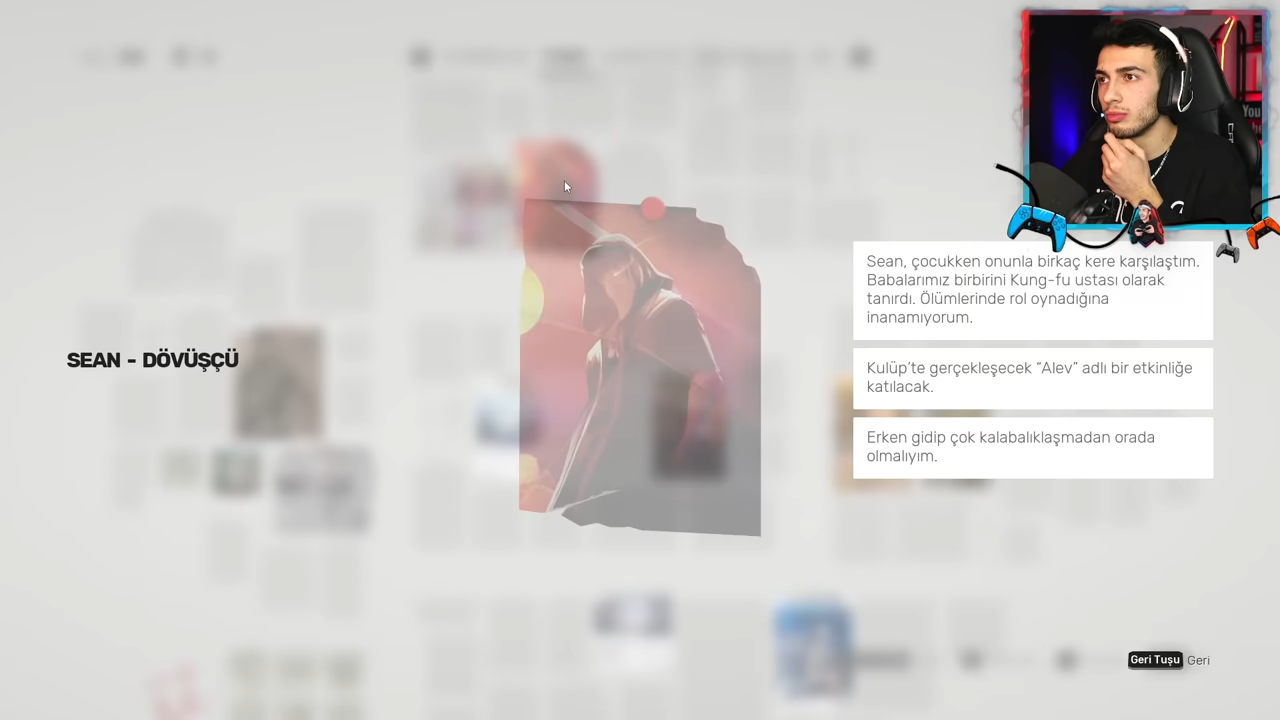 You
Sean, çocukken onunla birkaç kere karşılaştım.
Babalarımız birbirini Kung-fu ustası olarak
tanırdı. Ölümlerinde rol oynadığına
inanamıyorum.
SEAN - DÖVÜŞÇÜ
Kulüp'te gerçekleşecek “Alev” adlı bir etkinliğe
katılacak.
Erken gidip çok kalabalıklaşmadan orada
olmalıyım.
Geri Tuşu Geri